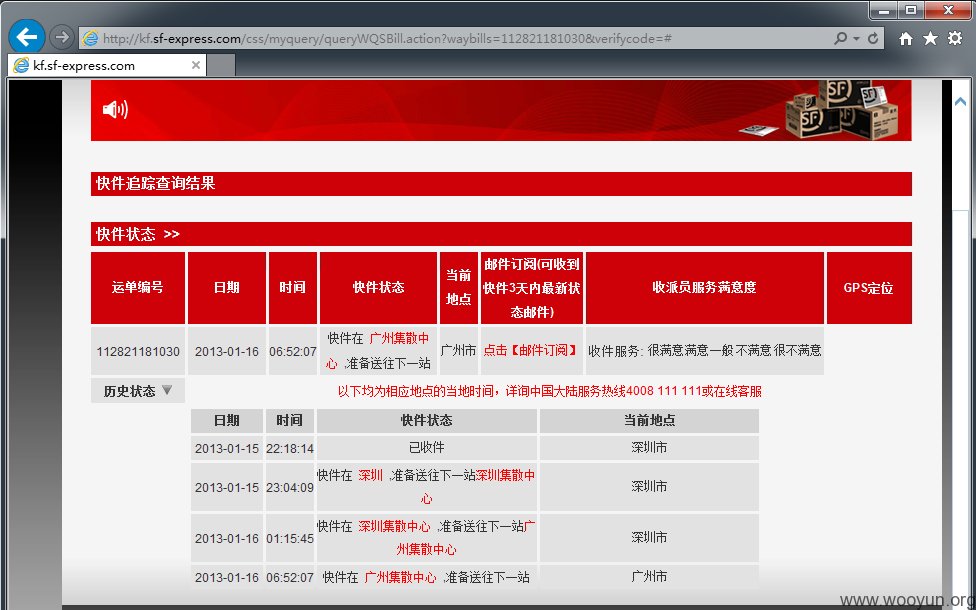 http://kf.sf-express.com/css/myquery/queryWQSBill.action?waybills=112821181030&verifycode=#
kf.sf-express.com
SF
SF
SF
SF
快件追踪查询结果
快件状态 >>
运单编号 日期 时间 快件状态 当前地点 邮件订阅(可收到快件3天内最新状态邮件) 收派员服务满意度 GPS定位
112821181030 2013-01-16 06:52:07 快件在 广州集散中心 ,准备送往下一站 广州市 点击【邮件订阅】 收件服务: 很满意 满意 一般 不满意 很不满意
历史状态 以下均为相应地点的当地时间，详询中国大陆服务热线4008 111 111或在线客服
日期 时间 快件状态 当前地点
2013-01-15 22:18:14 已收件 深圳市
2013-01-15 23:04:09 快件在 深圳 ,准备送往下一站深圳集散中心 深圳市
2013-01-16 01:15:45 快件在 深圳集散中心 ,准备送往下一站广州集散中心 深圳市
2013-01-16 06:52:07 快件在 广州集散中心 ,准备送往下一站 广州市
www.wooyun.org